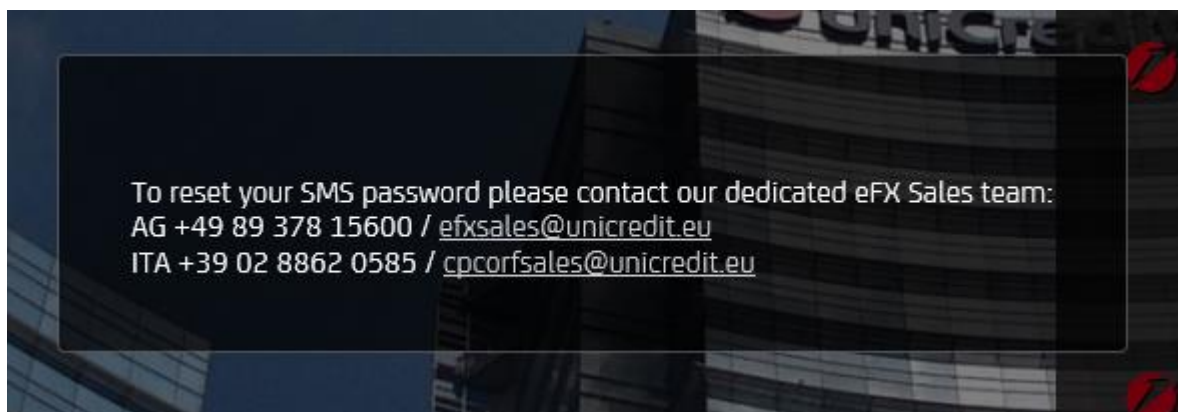 UniCredit
To reset your SMS password please contact our dedicated eFX Sales team:
AG +49 89 378 15600 / efxsales@unicredit.eu
ITA +39 02 8862 0585 / cpcorfsales@unicredit.eu